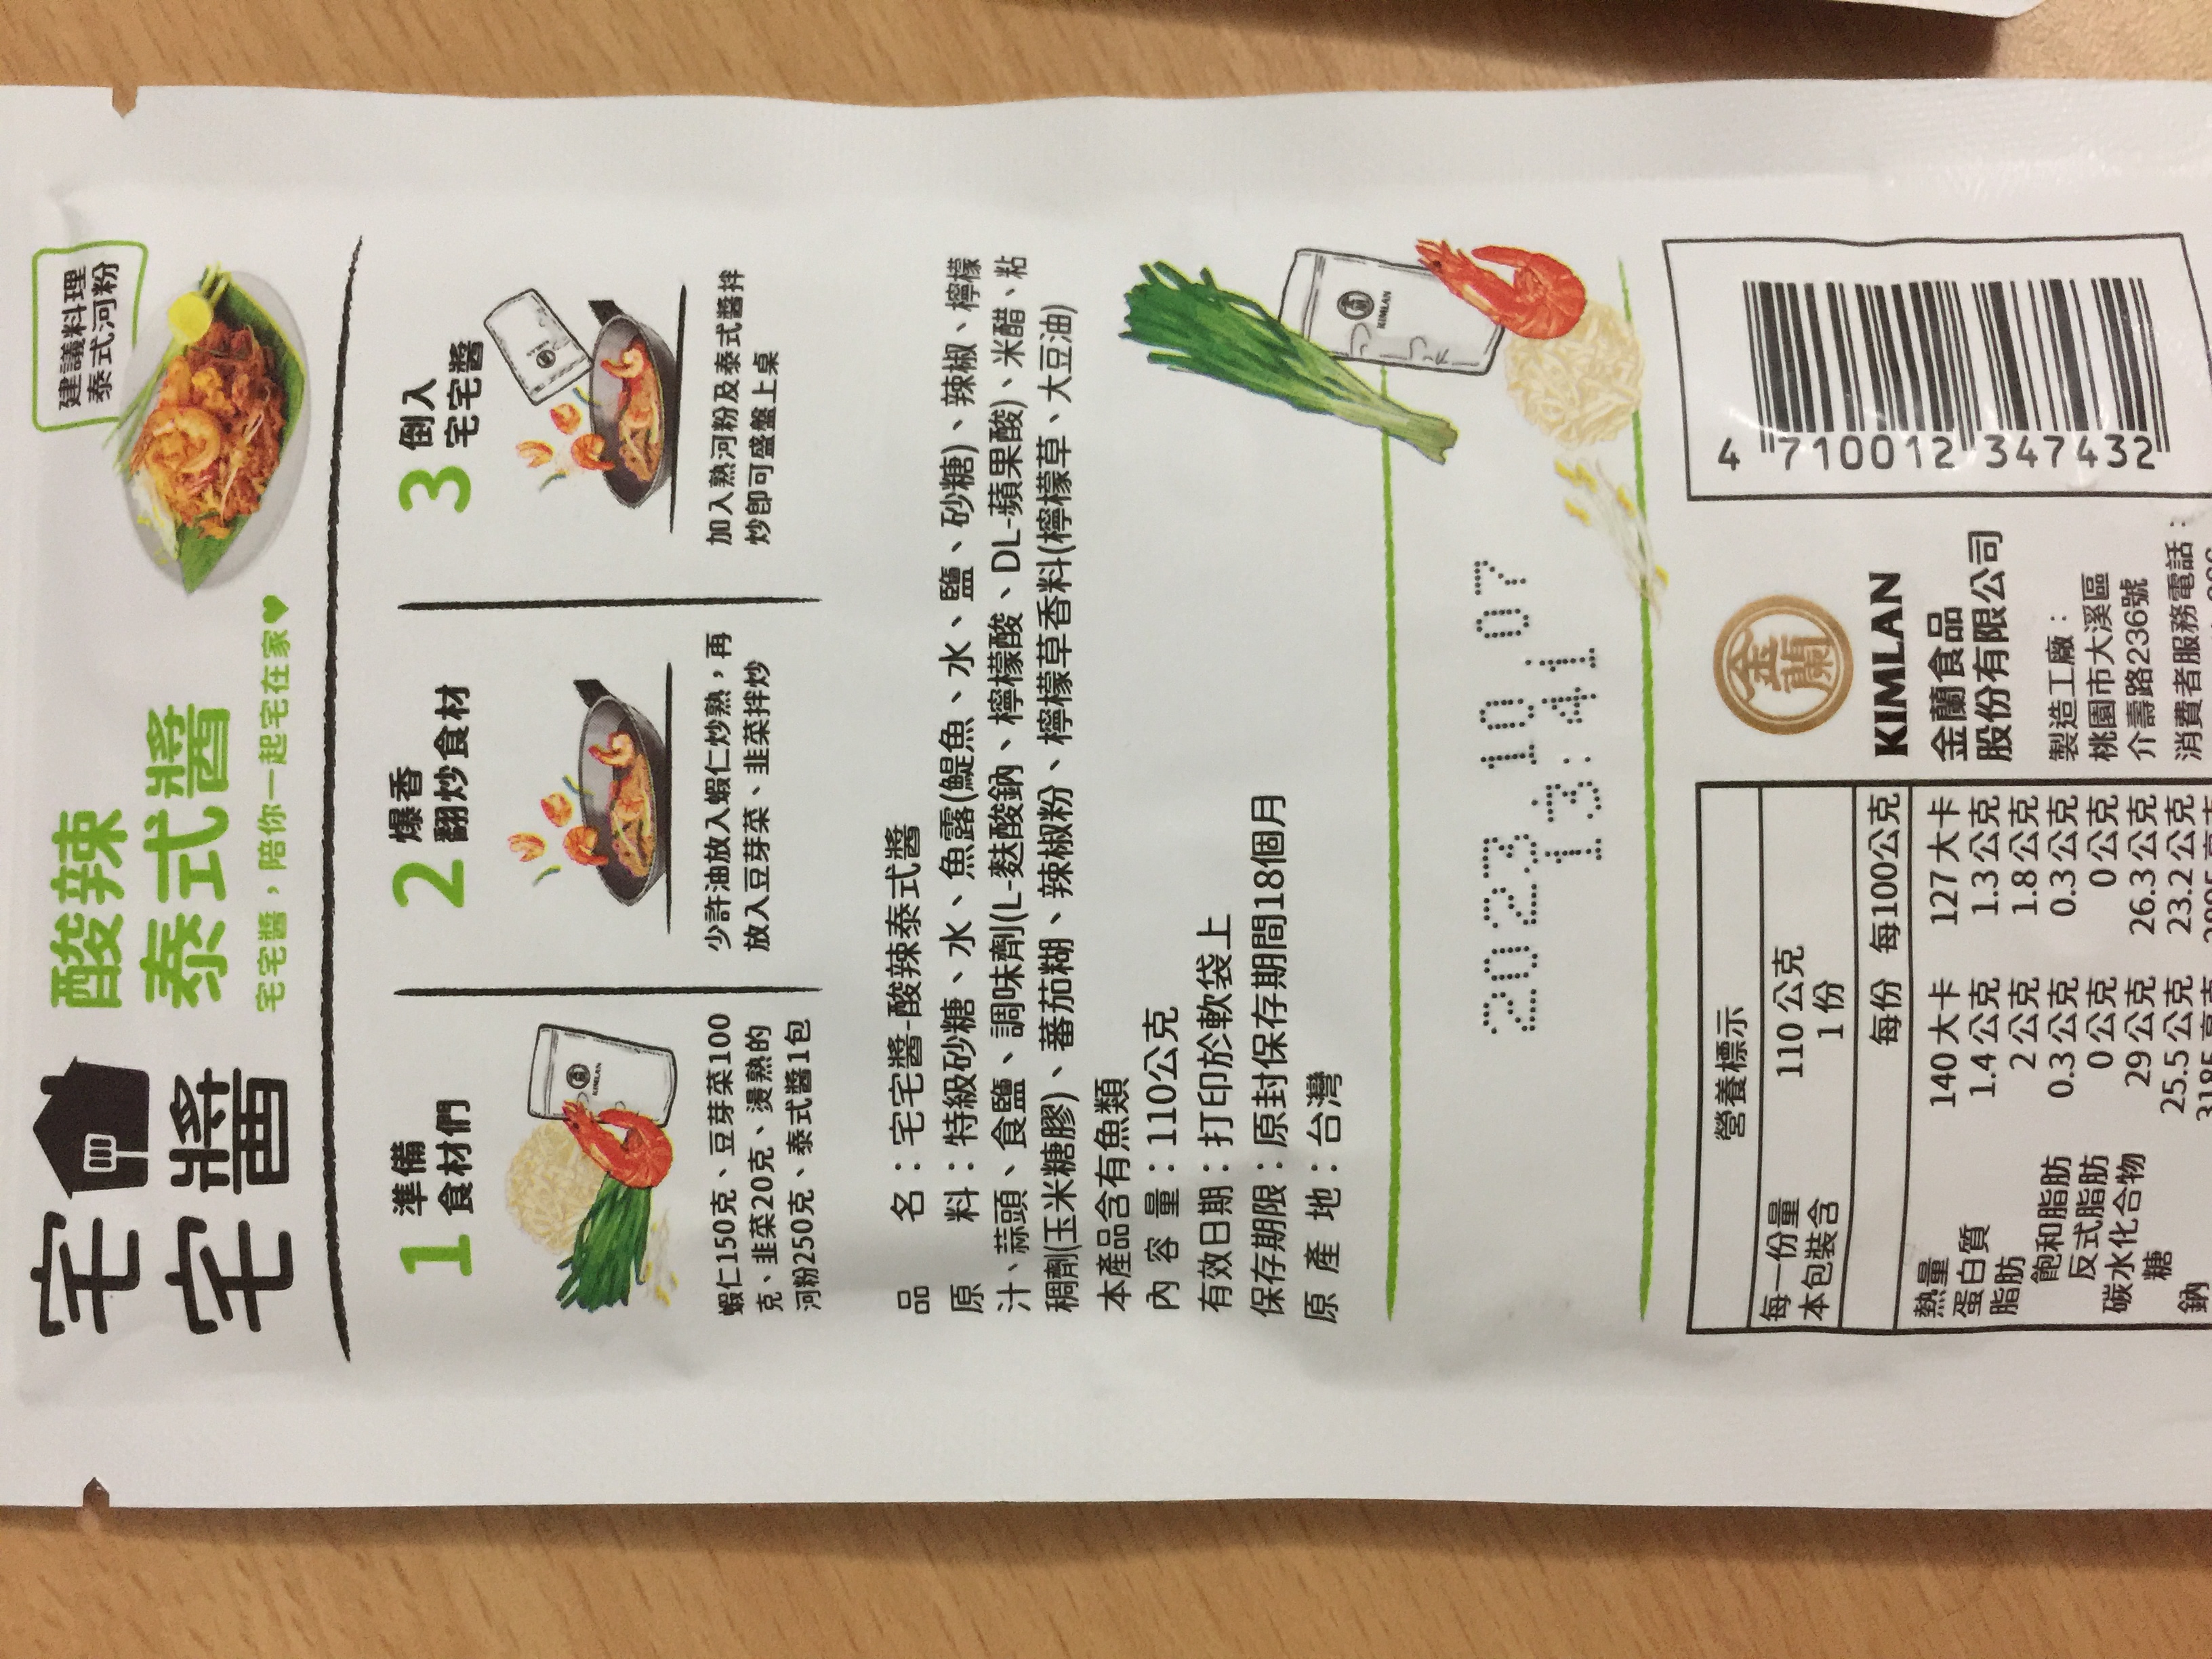 宅
宅醬
酸辣
泰式醬
宅宅醬，陪你一起宅在家
建議料理
泰式河粉
1 準備
食材們
KIMLAN
蝦仁150克、豆芽菜100
克、韭菜20克、燙熟的
河粉250克、泰式醬1包
2 爆香
翻炒食材
少許油放入蝦仁炒熟，再
放入豆芽菜、韭菜拌炒
3 倒入
宅宅醬
加入熟河粉及泰式醬拌
炒即可盛盤上桌
品　名：宅宅醬-酸辣泰式醬
原　料：特級砂糖、水、魚露(鯷魚、水、鹽、砂糖)、辣椒、檸檬
汁、蒜頭、食鹽、調味劑(L-麩酸鈉、檸檬酸、DL-蘋果酸)、米醋、粘
稠劑(玉米糖膠)、蕃茄糊、辣椒粉、檸檬草香料(檸檬草、大豆油)
本產品含有魚類
內 容 量：110公克
有效日期：打印於軟袋上
保存期限：原封保存期間18個月
原 產 地：台灣
KIMLAN
2023.10.07
13:41
營養標示
每一份量 110公克
本包裝含 1份
每份 每100公克
熱量 140大卡 127大卡
蛋白質 1.4公克 1.3公克
脂肪 2公克 1.8公克
飽和脂肪 0.3公克 0.3公克
反式脂肪 0公克 0公克
碳水化合物 29公克 26.3公克
糖 25.5公克 23.2公克
鈉
金蘭
KIMLAN
金蘭食品
股份有限公司
製造工廠：
桃園市大溪區
介壽路236號
消費者服務電話：
4 710012 347432